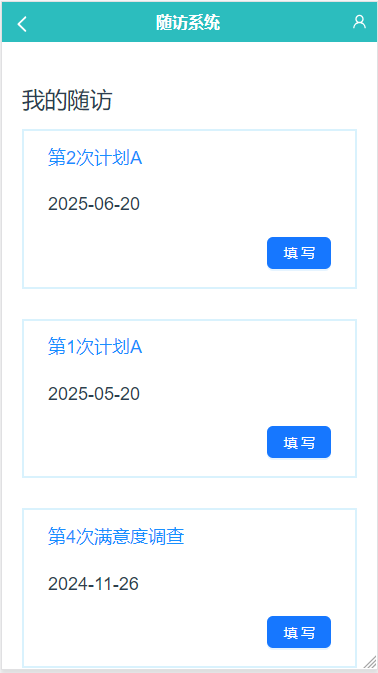 随访系统
我的随访
第2次计划A
2025-06-20
填 写
第1次计划A
2025-05-20
填 写
第4次满意度调查
2024-11-26
填 写